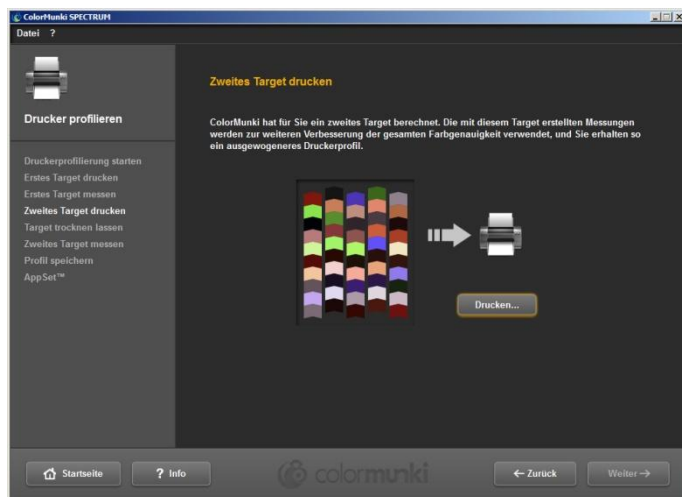 ColorMunki SPECTRUM
Datei ?
Drucker profilieren
Druckerprofilierung starten
Erstes Target drucken
Erstes Target messen
Zweites Target drucken
Target trocknen lassen
Zweites Target messen
Profil speichern
AppSet™
Zweites Target drucken
ColorMunki hat für Sie ein zweites Target berechnet. Die mit diesem Target erstellten Messungen
werden zur weiteren Verbesserung der gesamten Farbgenauigkeit verwendet, und Sie erhalten so
ein ausgewogeneres Druckerprofil.
Drucken...
Startseite
? Info
colormunki
← Zurück
Weiter →